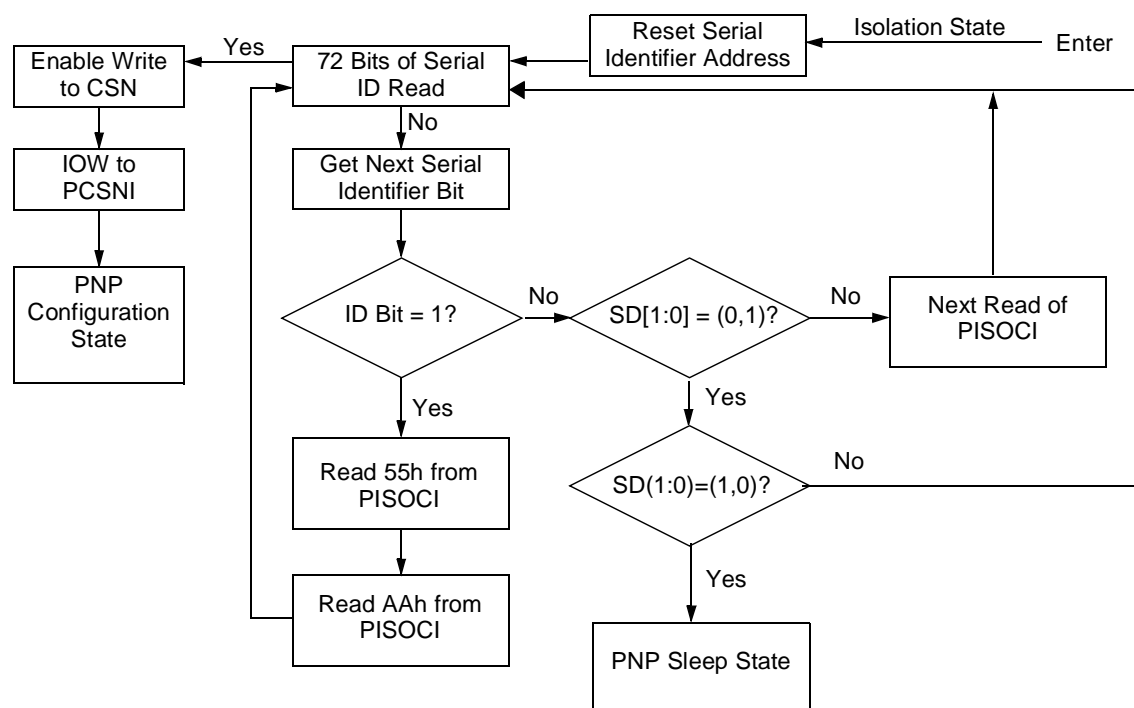 Isolation State
Enter
Reset Serial
Identifier Address
72 Bits of Serial
ID Read
Yes
Enable Write
to CSN
No
IOW to
PCSNI
Get Next Serial
Identifier Bit
PNP
Configuration
State
ID Bit = 1?
No
SD[1:0] = (0,1)?
No
Next Read of
PISOCI
Yes
Yes
Read 55h from
PISOCI
SD(1:0)=(1,0)?
No
Yes
Read AAh from
PISOCI
PNP Sleep State